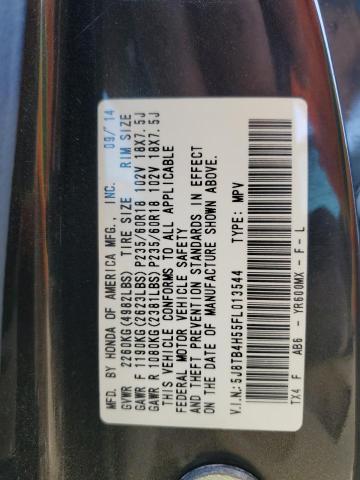 MFD. BY HONDA OF AMERICA MFG., INC. 09/14
GVWR 2260KG(4982LBS) TIRE SIZE RIM SIZE
GAWR F 1190KG(2623LBS)P235/60R18 102V 18X7.5J
GAWR R 1080KG(2381LBS)P235/60R18 102V 18X7.5J
THIS VEHICLE CONFORMS TO ALL APPLICABLE
FEDERAL MOTOR VEHICLE SAFETY
AND THEFT PREVENTION STANDARDS IN EFFECT
ON THE DATE OF MANUFACTURE SHOWN ABOVE.
V.I.N: 5J8TB4H55FL013544 TYPE: MPV
TX4 F AB6 - YR600MX - F - L